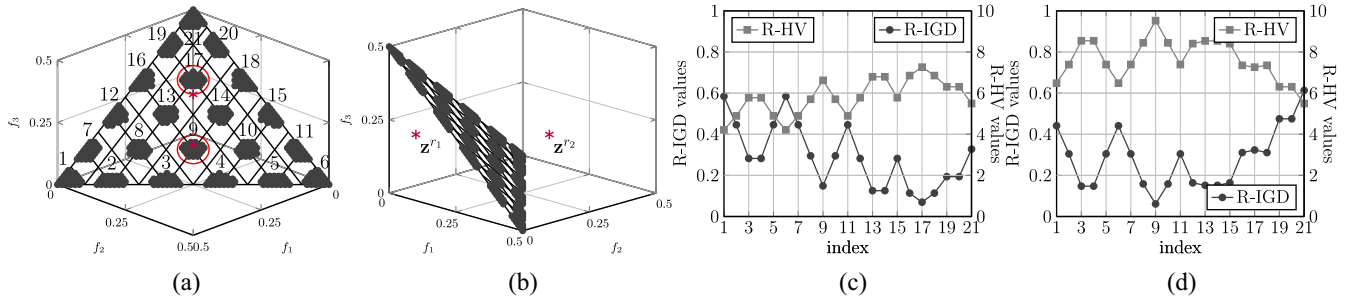 19 20
21
16 17 18
12 13 14 15
7 8 9 10 11
1 2 3 4 5 6
0.5
0.25
0
f3
0
0.25
0.5 0.5
0.25
0
f2
f1
(a)
0.5
0.25
0
f3
z^{r1}
z^{r2}
0
0.25
0.5 0
0.25
0.5
f1
f2
(b)
R-HV
R-IGD
1
0.8
0.6
0.4
0.2
0
R-IGD values
10
8
6
4
2
0
R-HV values
1 3 5 7 9 11 13 15 17 19 21
index
(c)
R-HV
R-IGD
1
0.8
0.6
0.4
0.2
0
R-IGD values
10
8
6
4
2
0
R-HV values
1 3 5 7 9 11 13 15 17 19 21
index
(d)